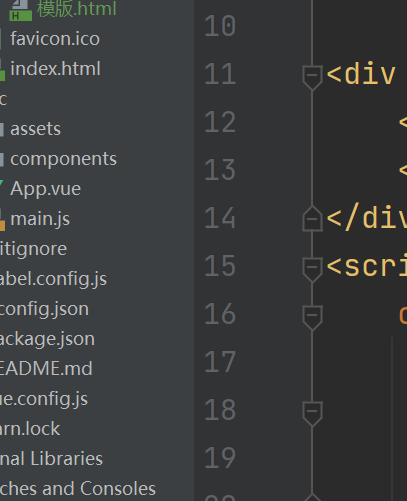 模版.html
favicon.ico
index.html
c
assets
components
App.vue
main.js
itignore
abel.config.js
config.json
ackage.json
EADME.md
ue.config.js
arn.lock
nal Libraries
ches and Consoles
10
11 <div
12 <
13 <
14 </div
15 <scri
16
17
18
19